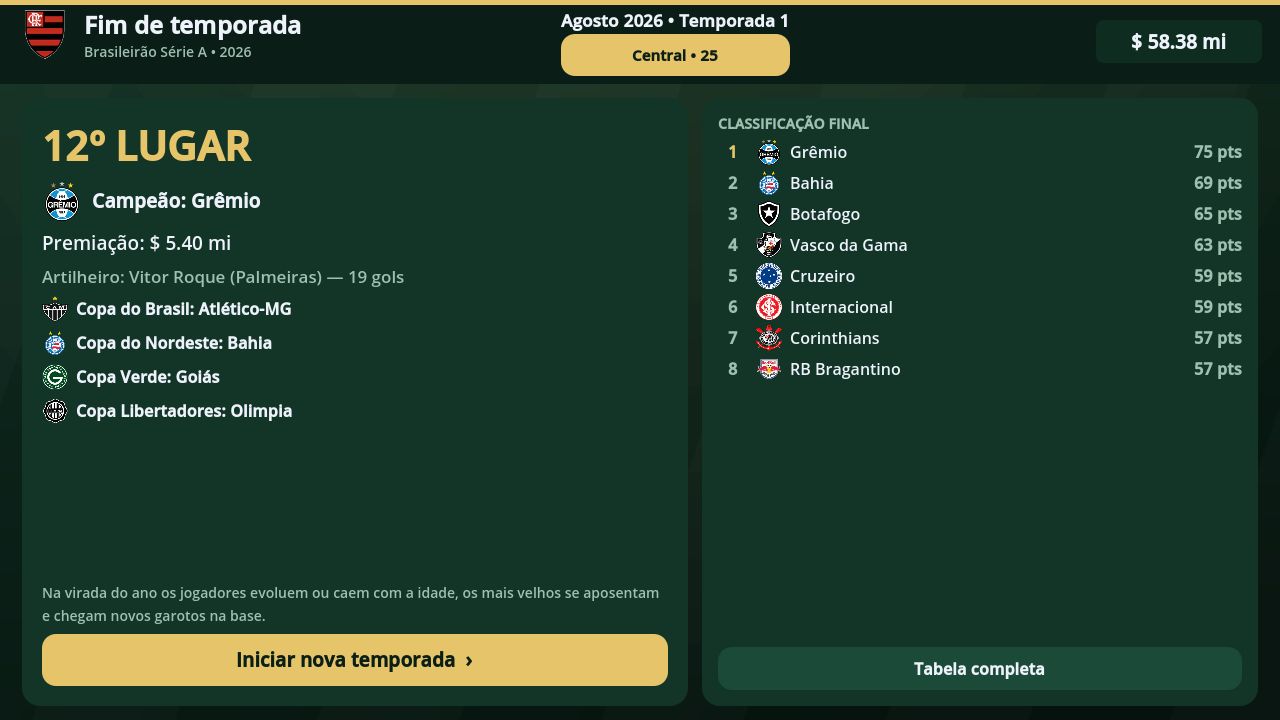 Fim de temporada
Brasileirão Série A • 2026
Agosto 2026 • Temporada 1
Central • 25
$ 58.38 mi
12º LUGAR
Campeão: Grêmio
Premiação: $ 5.40 mi
Artilheiro: Vitor Roque (Palmeiras) — 19 gols
Copa do Brasil: Atlético-MG
Copa do Nordeste: Bahia
Copa Verde: Goiás
Copa Libertadores: Olimpia
Na virada do ano os jogadores evoluem ou caem com a idade, os mais velhos se aposentam
e chegam novos garotos na base.
Iniciar nova temporada ›
CLASSIFICAÇÃO FINAL
1 Grêmio 75 pts
2 Bahia 69 pts
3 Botafogo 65 pts
4 Vasco da Gama 63 pts
5 Cruzeiro 59 pts
6 Internacional 59 pts
7 Corinthians 57 pts
8 RB Bragantino 57 pts
Tabela completa